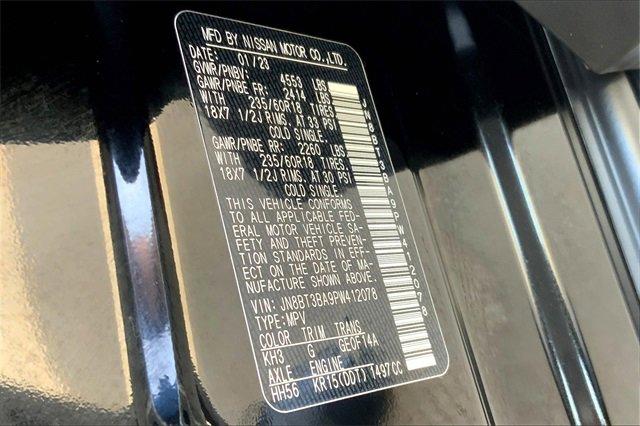 MFD BY NISSAN MOTOR CO.,LTD.
DATE: 01/23
GVWR/PNBV: 4550 LBS
GAWR/PNBE FR: 2414 LBS
WITH 235/60R18 TIRES,
18X7 1/2J RIMS, AT 33 PSI
COLD SINGLE.
GAWR/PNBE RR: 2260 LBS
WITH 235/60R18 TIRES,
18X7 1/2J RIMS, AT 30 PSI
COLD SINGLE.
THIS VEHICLE CONFORMS
TO ALL APPLICABLE FED-
ERAL MOTOR VEHICLE SA-
FETY AND THEFT PREVEN-
TION STANDARDS IN EFF-
ECT ON THE DATE OF MA-
NUFACTURE SHOWN ABOVE.
VIN: JN8BT3BA9PW412078
TYPE:MPV
COLOR TRIM TRANS
KH3 G GE0FT4A
AXLE ENGINE
HH56 KR15(DDT) 1497CC
JN8BT3BA9PW412078